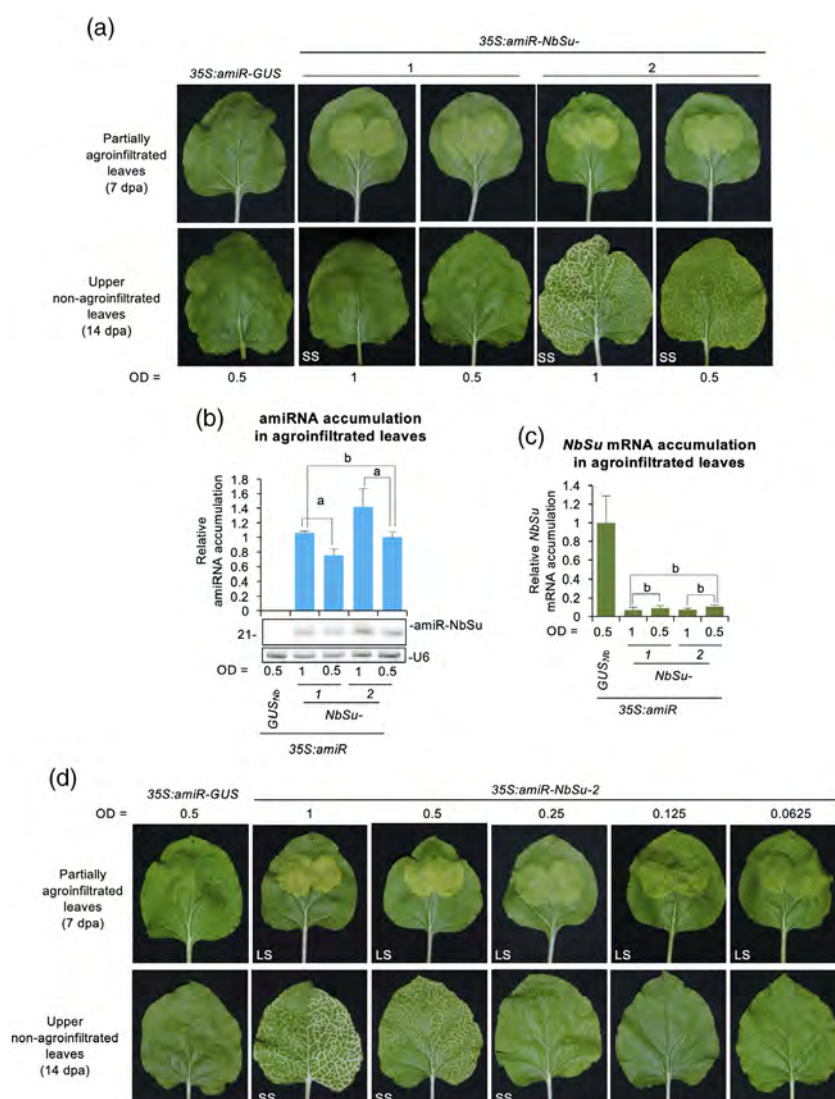 (a)
35S:amiR-NbSu-
35S:amiR-GUS
1
2
Partially
agroinfiltrated
leaves
(7 dpa)
Upper
non-agroinfiltrated
leaves
(14 dpa)
SS
SS
SS
OD =
0.5
1
0.5
1
0.5
(b)
amiRNA accumulation
in agroinfiltrated leaves
Relative
amiRNA accumulation
1.8
1.6
1.4
1.2
1
0.8
0.6
0.4
0.2
0
b
a
a
-amiR-NbSu
21-
-U6
OD =
0.5
1
0.5
1
0.5
GUSNb
1
2
NbSu-
35S:amiR
(c)
NbSu mRNA accumulation
in agroinfiltrated leaves
Relative NbSu
mRNA accumulation
1.4
1.2
1
0.8
0.6
0.4
0.2
0
b
b
b
OD =
0.5
1
0.5
1
0.5
GUSNb
1
2
NbSu-
35S:amiR
(d)
35S:amiR-GUS
35S:amiR-NbSu-2
OD =
0.5
1
0.5
0.25
0.125
0.0625
Partially
agroinfiltrated
leaves
(7 dpa)
LS
LS
LS
LS
LS
Upper
non-agroinfiltrated
leaves
(14 dpa)
SS
SS
SS